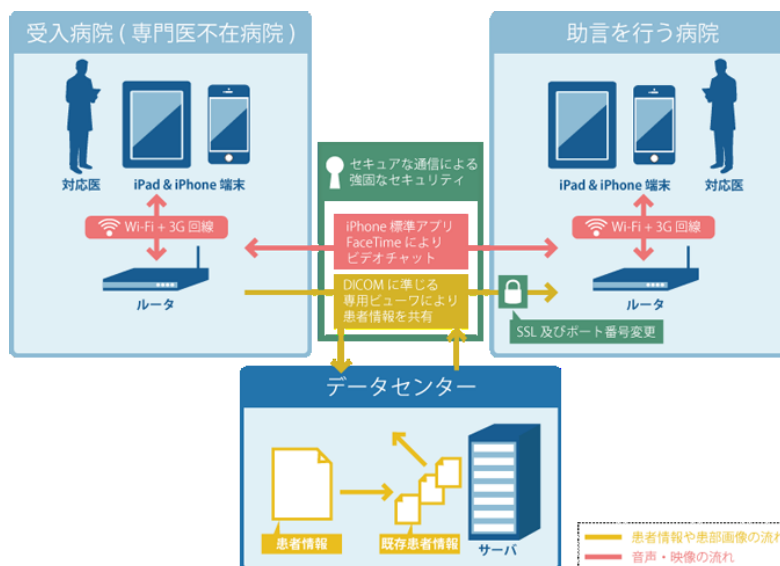 受入病院 ( 専門医不在病院 )
対応医
iPad & iPhone 端末
Wi-Fi + 3G 回線
ルータ
セキュアな通信による
強固なセキュリティ
iPhone 標準アプリ
FaceTime により
ビデオチャット
DICOM に準じる
専用ビューワにより
患者情報を共有
助言を行う病院
iPad & iPhone 端末
対応医
Wi-Fi + 3G 回線
ルータ
SSL 及びポート番号変更
データセンター
患者情報
既存患者情報
サーバ
患者情報や患部画像の流れ
音声・映像の流れ